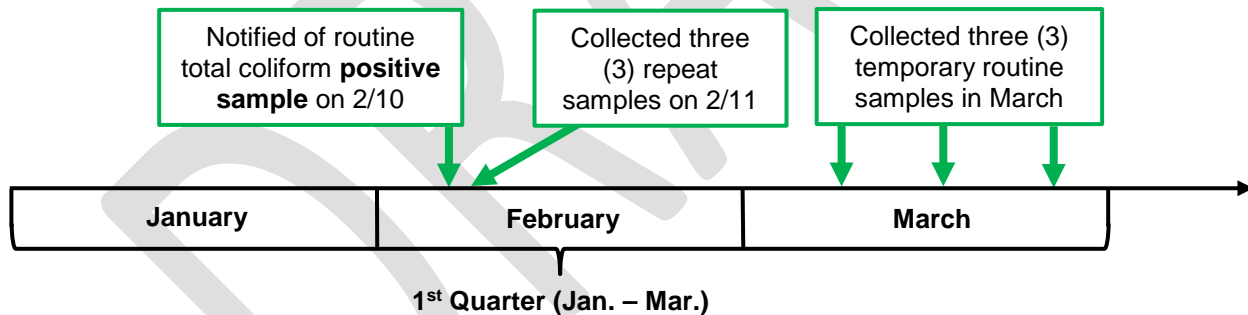 Notified of routine
total coliform positive
sample on 2/10
Collected three
(3) repeat
samples on 2/11
Collected three (3)
temporary routine
samples in March
January
February
March
1st Quarter (Jan. – Mar.)